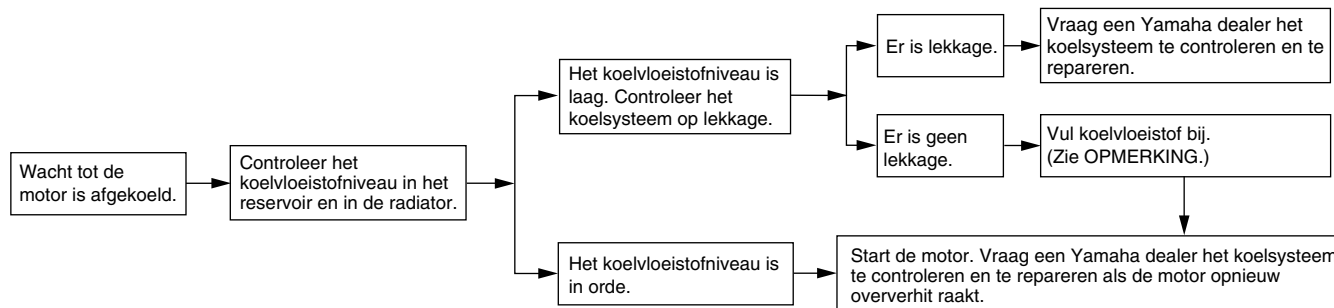 Wacht tot de
motor is afgekoeld.
Controleer het
koelvloeistofniveau in het
reservoir en in de radiator.
Het koelvloeistofniveau is
laag. Controleer het
koelsysteem op lekkage.
Er is lekkage.
Vraag een Yamaha dealer het
koelsysteem te controleren en te
repareren.
Er is geen
lekkage.
Vul koelvloeistof bij.
(Zie OPMERKING.)
Het koelvloeistofniveau is
in orde.
Start de motor. Vraag een Yamaha dealer het koelsysteem
te controleren en te repareren als de motor opnieuw
oververhit raakt.